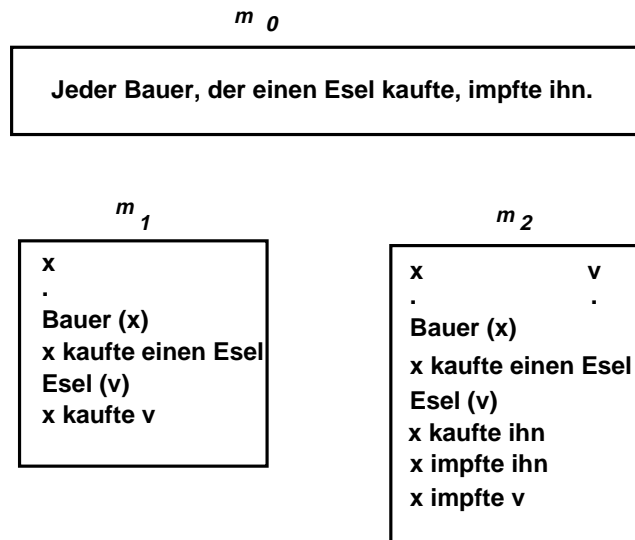 m 0
Jeder Bauer, der einen Esel kaufte, impfte ihn.
m 1
x
.
Bauer (x)
x kaufte einen Esel
Esel (v)
x kaufte v
m 2
x v
. .
Bauer (x)
x kaufte einen Esel
Esel (v)
x kaufte ihn
x impfte ihn
x impfte v